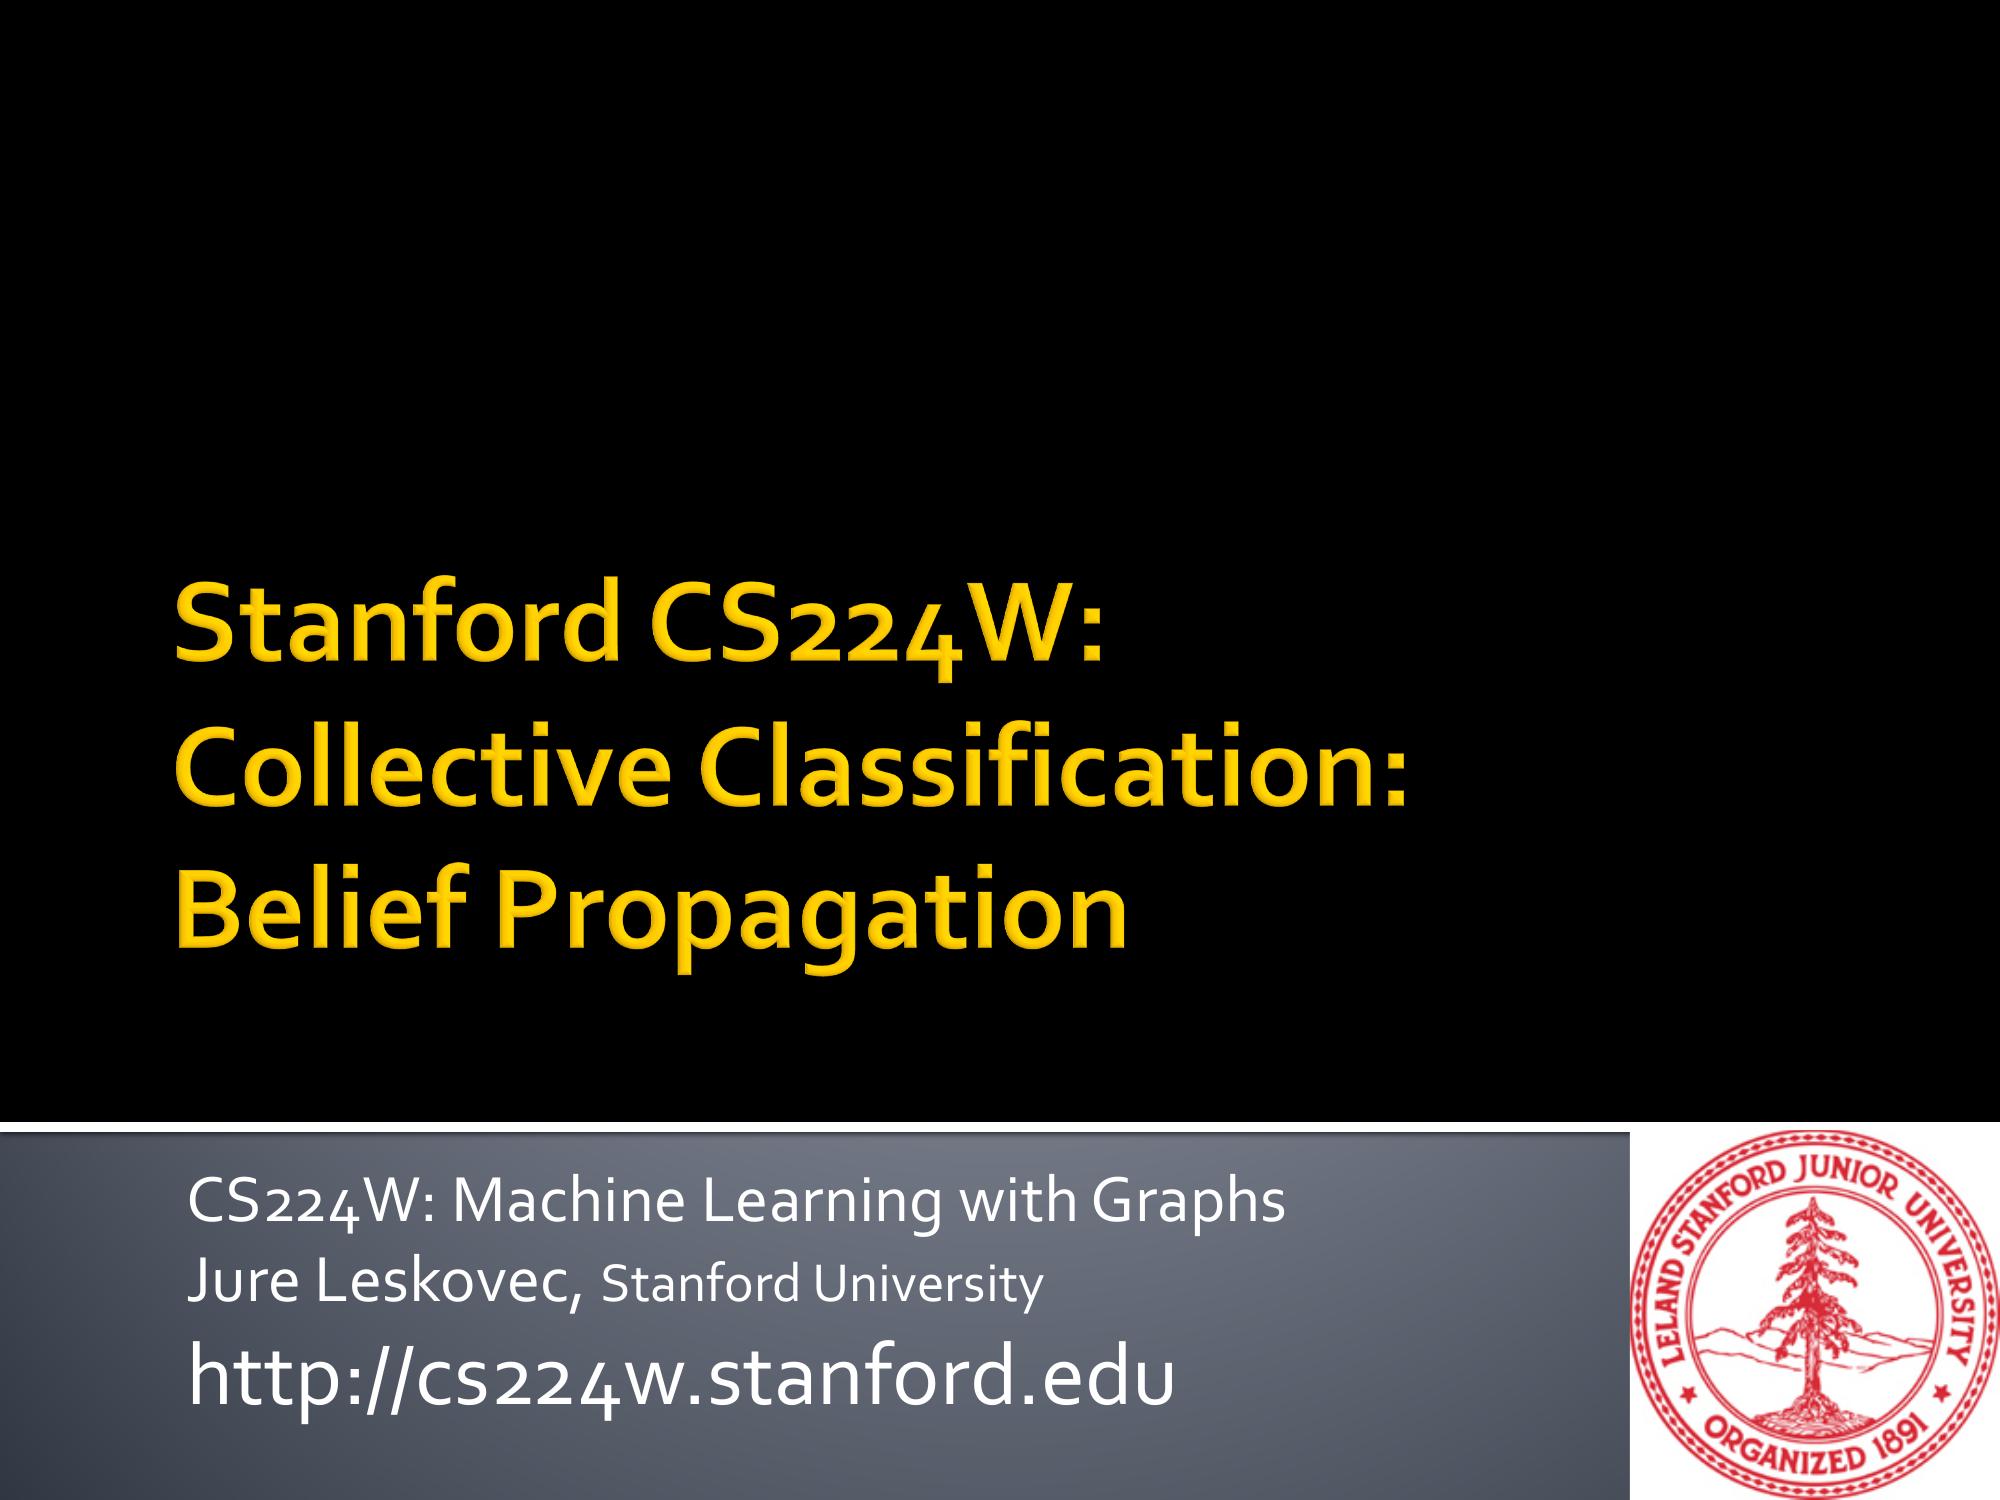 Stanford CS224W:
Collective Classification:
Belief Propagation
CS224W: Machine Learning with Graphs
Jure Leskovec, Stanford University
http://cs224w.stanford.edu
LELAND STANFORD JUNIOR UNIVERSITY
ORGANIZED 1891